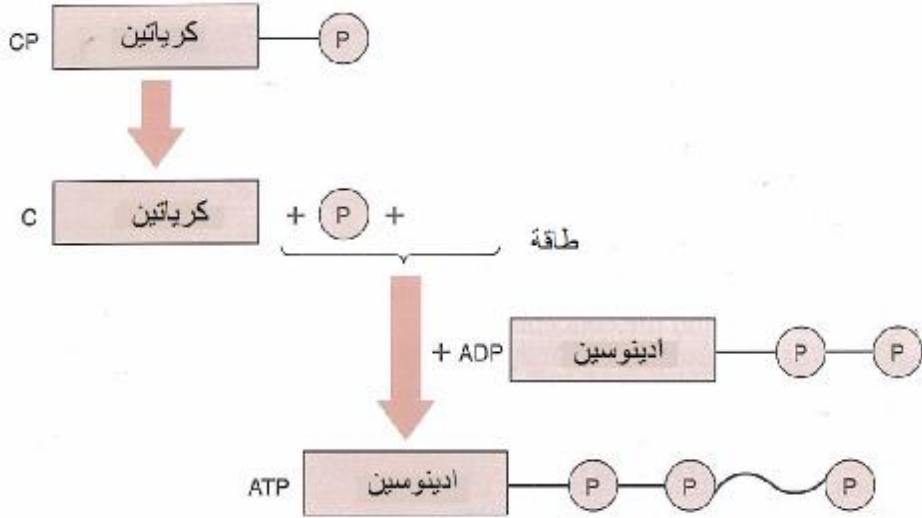 CP كرياتين P
C كرياتين + P +
طاقة
+ ADP ادينوسين P P
ATP ادينوسين P P P